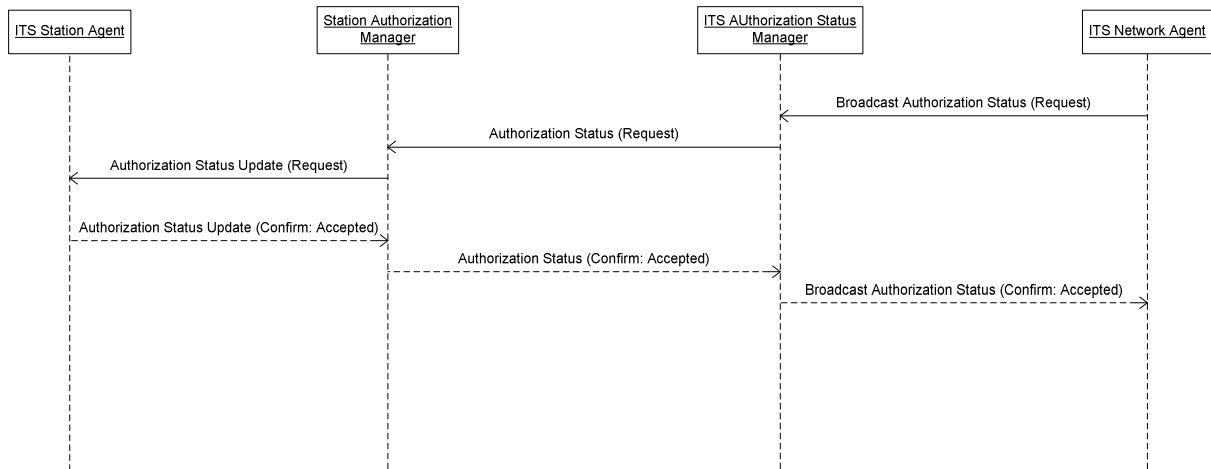 ITS Station Agent
Station Authorization
Manager
ITS AUthorization Status
Manager
ITS Network Agent
Broadcast Authorization Status (Request)
Authorization Status (Request)
Authorization Status Update (Request)
Authorization Status Update (Confirm: Accepted)
Authorization Status (Confirm: Accepted)
Broadcast Authorization Status (Confirm: Accepted)